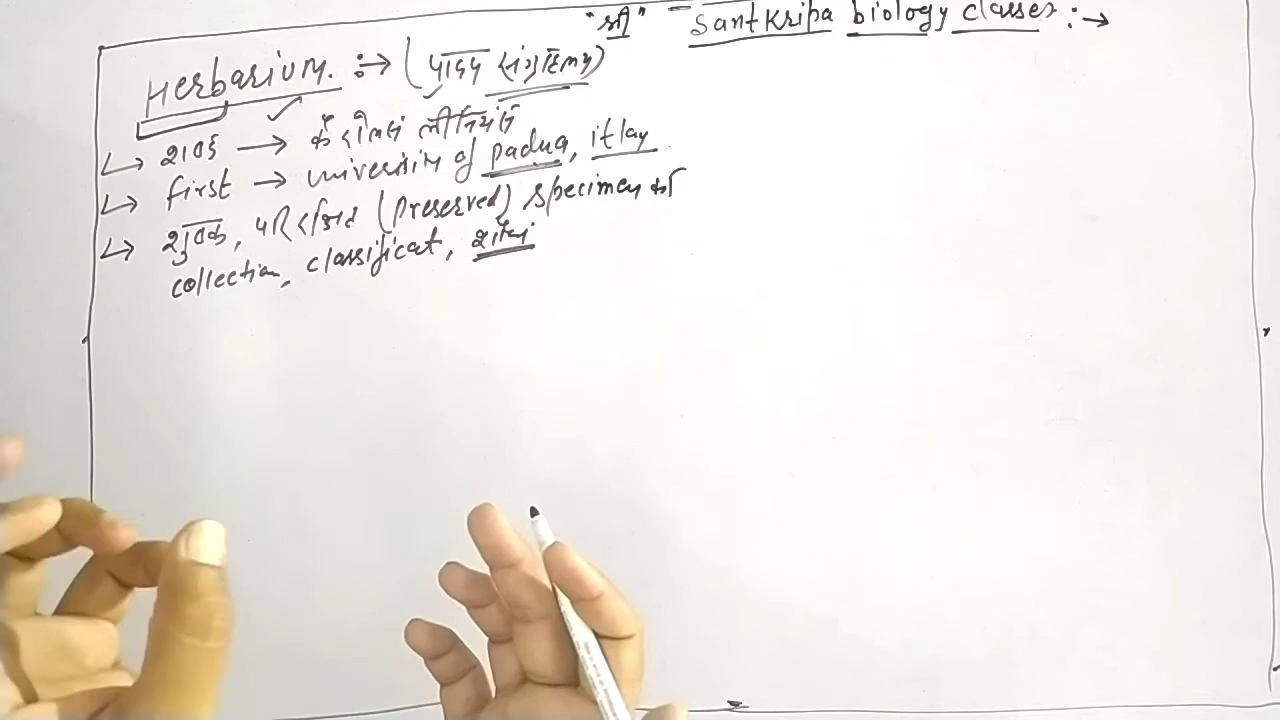 "श्री" - Santkripa biology classes :→
Herbarium. :→ (पादप संग्रहालय)
↳ शब्द → कैरोलस लीनियस
↳ first → university of padua, itlay
↳ शुष्क, परिरक्षित (preserved) specimen का
collection, classificat,